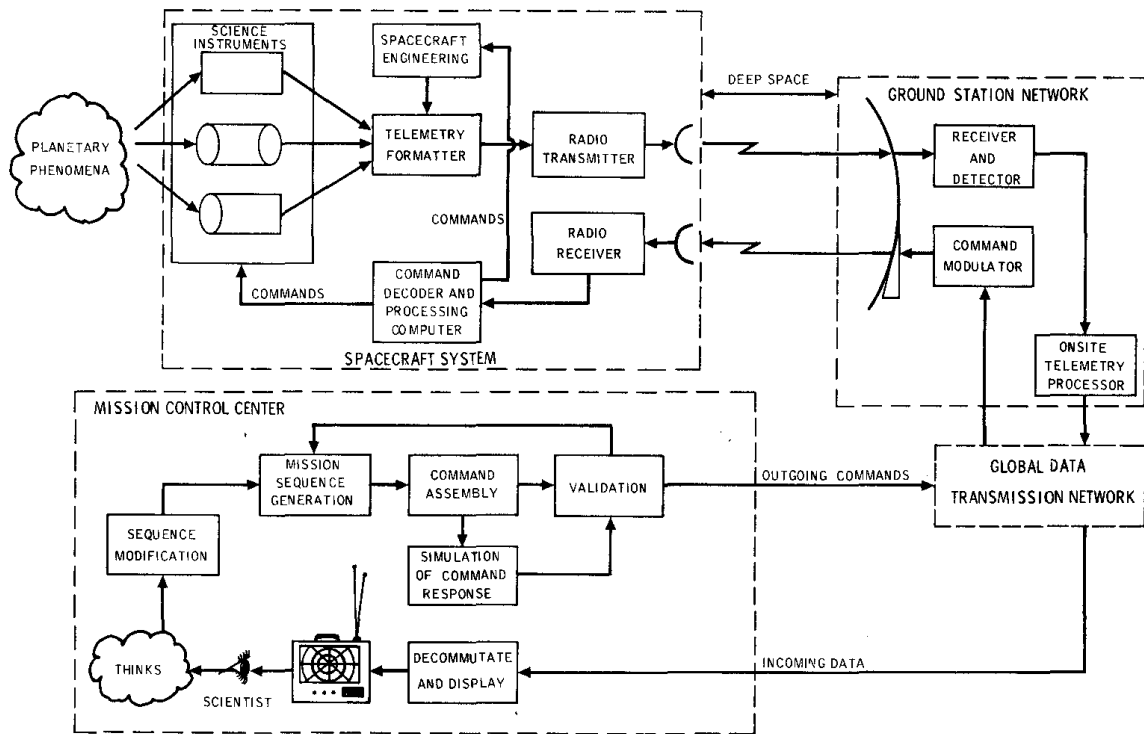 SCIENCE
INSTRUMENTS
PLANETARY
PHENOMENA
SPACECRAFT
ENGINEERING
TELEMETRY
FORMATTER
RADIO
TRANSMITTER
COMMANDS
RADIO
RECEIVER
COMMANDS
COMMAND
DECODER AND
PROCESSING
COMPUTER
SPACECRAFT SYSTEM
DEEP SPACE
GROUND STATION NETWORK
RECEIVER
AND
DETECTOR
COMMAND
MODULATOR
ONSITE
TELEMETRY
PROCESSOR
GLOBAL DATA
TRANSMISSION NETWORK
MISSION CONTROL CENTER
MISSION
SEQUENCE
GENERATION
COMMAND
ASSEMBLY
VALIDATION
OUTGOING COMMANDS
SEQUENCE
MODIFICATION
SIMULATION
OF COMMAND
RESPONSE
THINKS
SCIENTIST
DECOMMUTATE
AND DISPLAY
INCOMING DATA